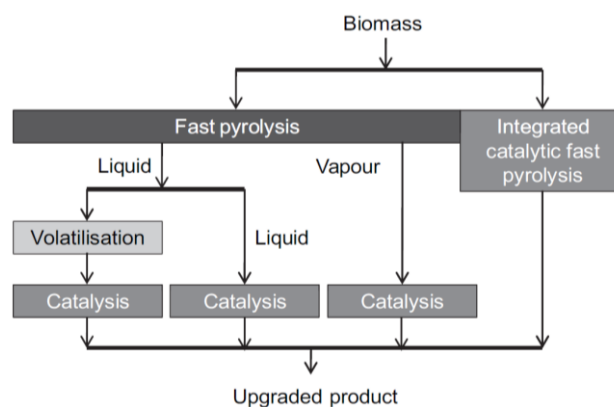 Biomass
Fast pyrolysis
Integrated
catalytic fast
pyrolysis
Liquid
Vapour
Volatilisation
Liquid
Catalysis
Catalysis
Catalysis
Upgraded product